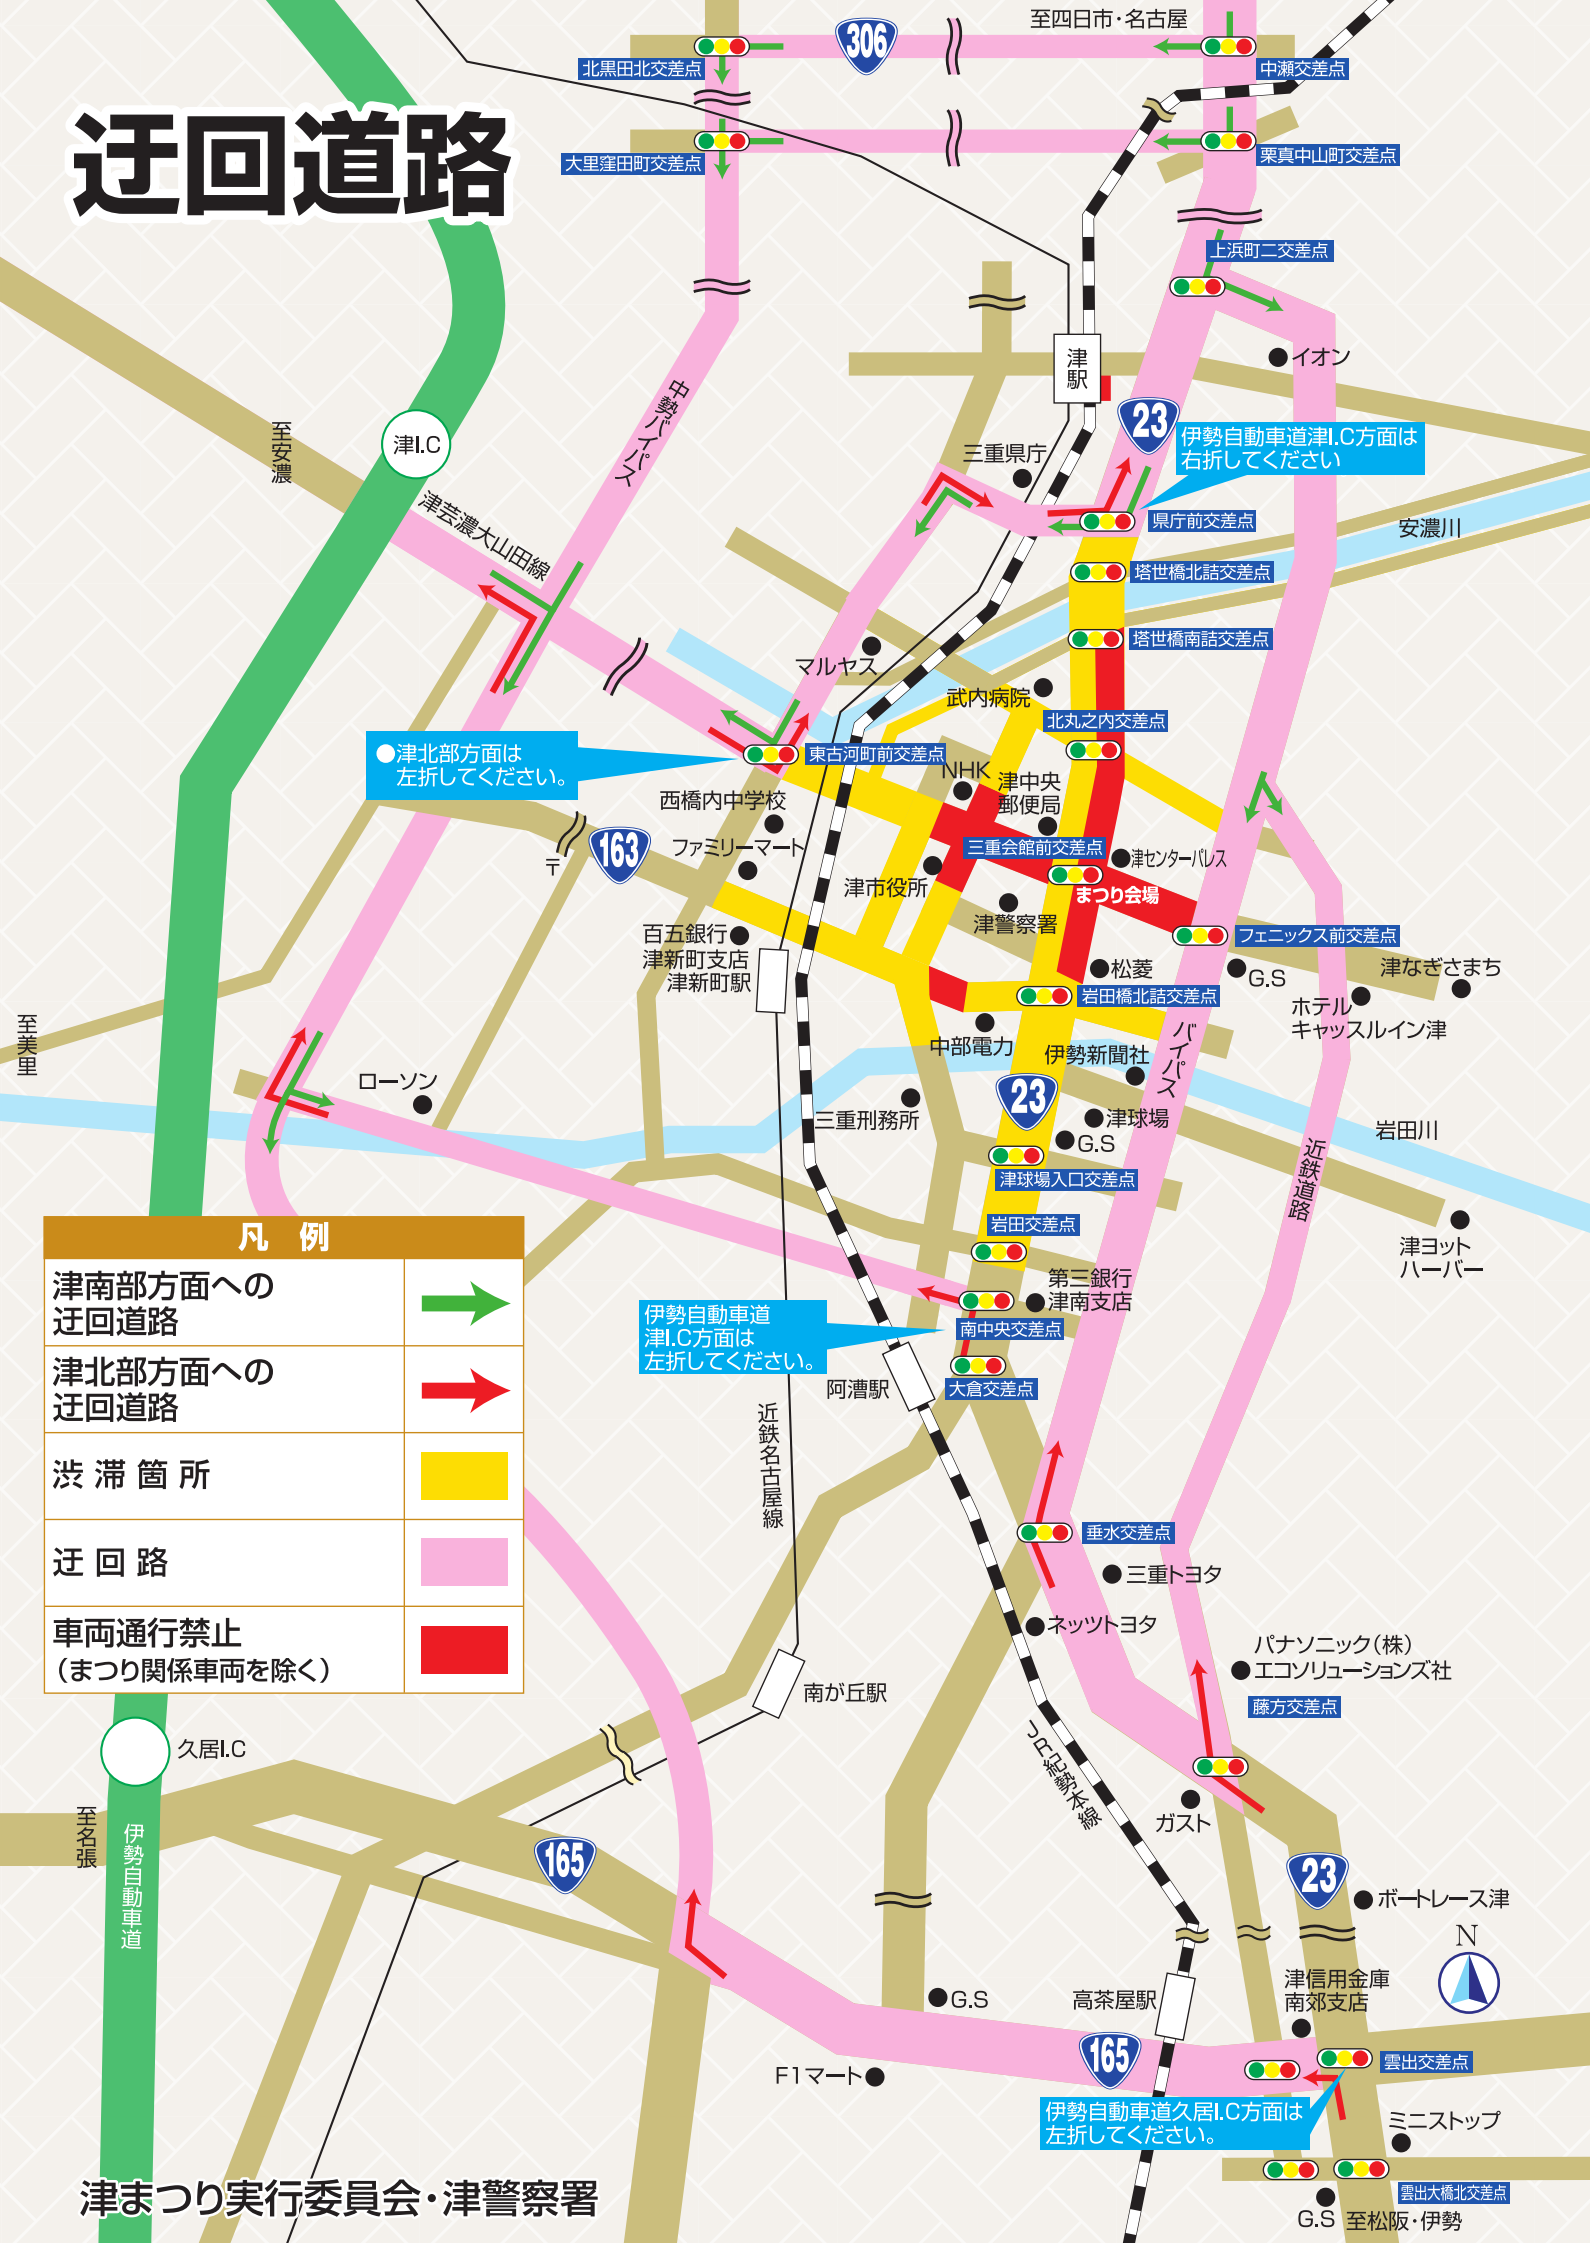 迂回道路
306
至四日市・名古屋
北黒田北交差点
中瀬交差点
大里窪田町交差点
栗真中山町交差点
上浜町二交差点
イオン
津駅
中勢バイパス
至安濃
津I.C
23
伊勢自動車道津I.C方面は
右折してください
三重県庁
県庁前交差点
安濃川
津芸濃大山田線
塔世橋北詰交差点
塔世橋南詰交差点
マルヤス
武内病院
北丸之内交差点
●津北部方面は
左折してください。
東古河町前交差点
NHK
津中央
郵便局
西橋内中学校
163
〒
ファミリーマート
三重会館前交差点
津センターパレス
津市役所
まつり会場
津警察署
百五銀行
津新町支店
津新町駅
フェニックス前交差点
松菱
G.S
津なぎさまち
岩田橋北詰交差点
ホテル
キャッスルイン津
至美里
中部電力
伊勢新聞社
バイパス
ローソン
23
三重刑務所
津球場
G.S
岩田川
近鉄道路
津球場入口交差点
岩田交差点
津ヨット
ハーバー
凡 例
津南部方面への
迂回道路
津北部方面への
迂回道路
渋滞箇所
迂回路
車両通行禁止
（まつり関係車両を除く）
第三銀行
津南支店
伊勢自動車道
津I.C方面は
左折してください。
南中央交差点
大倉交差点
阿漕駅
近鉄名古屋線
垂水交差点
三重トヨタ
ネッツトヨタ
パナソニック（株）
エコソリューションズ社
藤方交差点
南が丘駅
JR紀勢本線
久居I.C
ガスト
至名張
伊勢自動車道
165
23
ボートレース津
N
津信用金庫
南郊支店
G.S
高茶屋駅
165
F1マート
雲出交差点
伊勢自動車道久居I.C方面は
左折してください。
ミニストップ
雲出大橋北交差点
G.S
至松阪・伊勢
津まつり実行委員会・津警察署